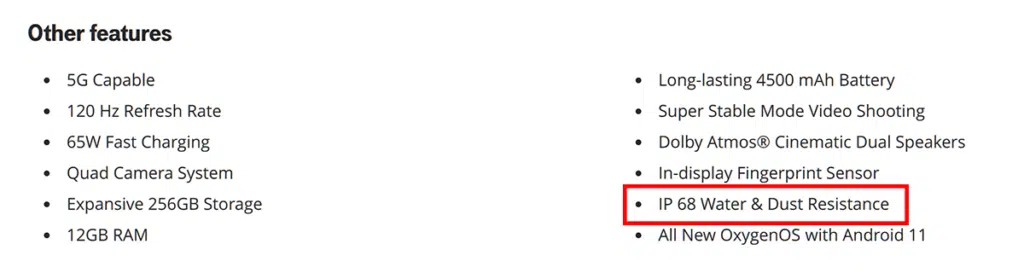 Other features
5G Capable
120 Hz Refresh Rate
65W Fast Charging
Quad Camera System
Expansive 256GB Storage
12GB RAM
Long-lasting 4500 mAh Battery
Super Stable Mode Video Shooting
Dolby Atmos® Cinematic Dual Speakers
In-display Fingerprint Sensor
IP 68 Water & Dust Resistance
All New OxygenOS with Android 11